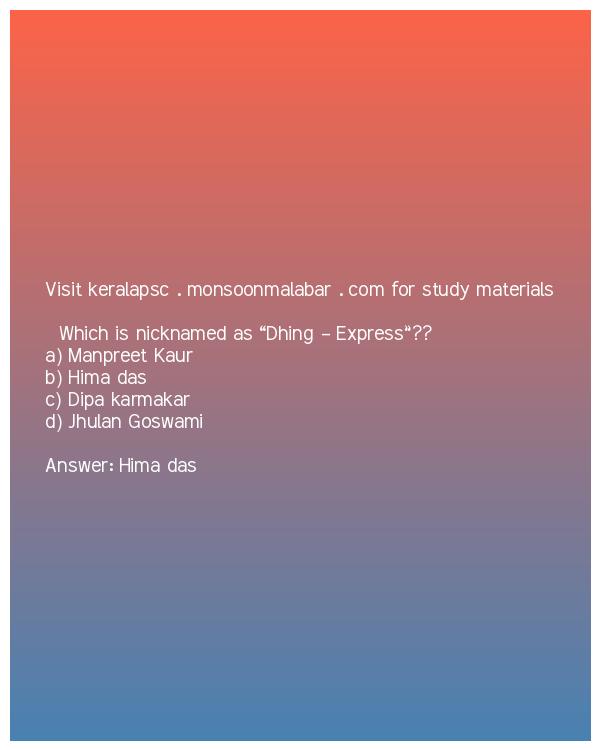 Visit keralapsc . monsoonmalabar . com for study materials
Which is nicknamed as “Dhing – Express”??
a) Manpreet Kaur
b) Hima das
c) Dipa karmakar
d) Jhulan Goswami
Answer: Hima das